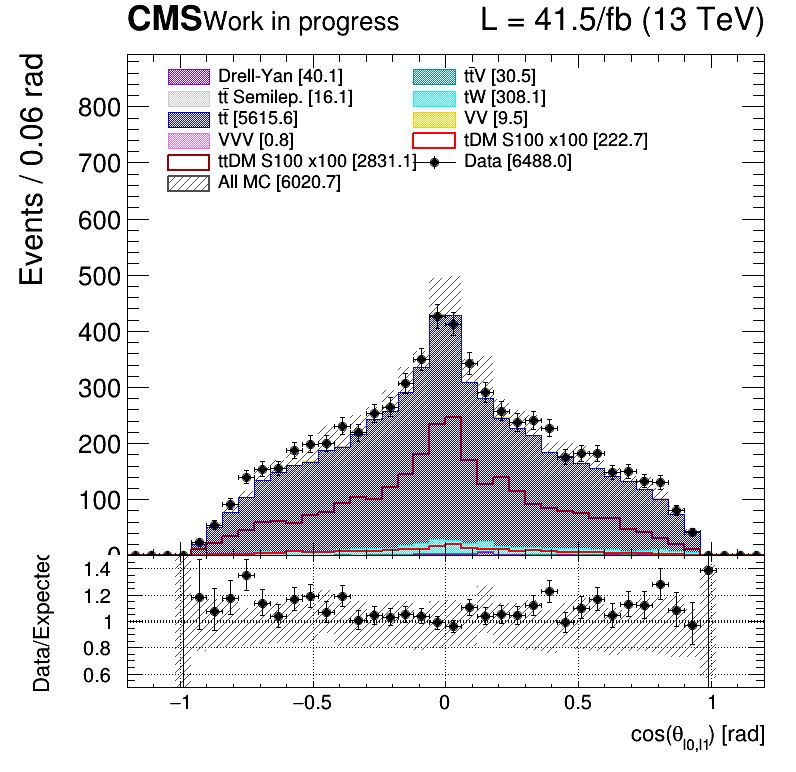 CMS Work in progress L = 41.5/fb (13 TeV)
Events / 0.06 rad
Drell-Yan [40.1] tt̄V [30.5]
tt̄ Semilep. [16.1] tW [308.1]
tt̄ [5615.6] VV [9.5]
VVV [0.8] tDM S100 x100 [222.7]
ttDM S100 x100 [2831.1] Data [6488.0]
All MC [6020.7]
800
700
600
500
400
300
200
100
0
Data/Expected
1.4
1.2
1
0.8
0.6
−1 −0.5 0 0.5 1
cos(θl0,l1) [rad]